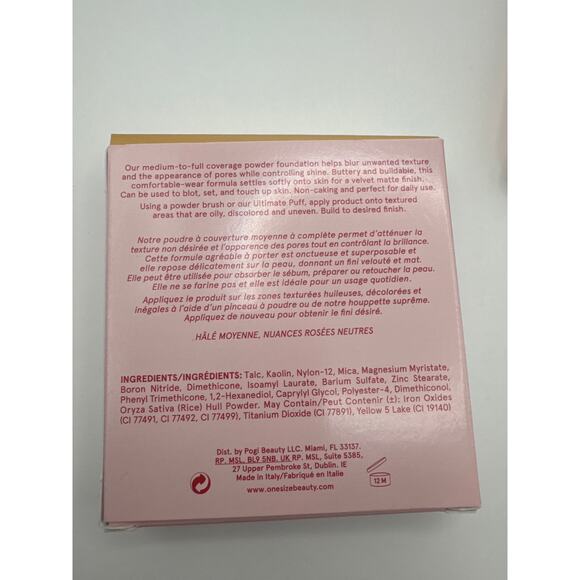 Our medium-to-full coverage powder foundation helps blur unwanted texture
and the appearance of pores while controlling shine. Buttery and buildable, this
comfortable-wear formula settles softly onto skin for a velvet matte finish.
Can be used to blot, set, and touch up skin. Non-caking and perfect for daily use.
Using a powder brush or our Ultimate Puff, apply product onto textured
areas that are oily, discolored and uneven. Build to desired finish.
Notre poudre à couverture moyenne à complète permet d'atténuer la
texture non désirée et l'apparence des pores tout en contrôlant la brillance.
Cette formule agréable à porter est onctueuse et superposable et
elle repose délicatement sur la peau, donnant un fini velouté et mat.
Elle peut être utilisée pour absorber le sébum, préparer ou retoucher la peau.
Elle ne se farine pas et elle est idéale pour un usage quotidien.
Appliquez le produit sur les zones texturées huileuses, décolorées et
inégales à l'aide d'un pinceau à poudre ou de notre houppette suprême.
Appliquez de nouveau pour obtenir le fini désiré.
HÂLÉ MOYENNE, NUANCES ROSÉES NEUTRES
INGREDIENTS/INGRÉDIENTS: Talc, Kaolin, Nylon-12, Mica, Magnesium Myristate,
Boron Nitride, Dimethicone, Isoamyl Laurate, Barium Sulfate, Zinc Stearate,
Phenyl Trimethicone, 1,2-Hexanediol, Caprylyl Glycol, Polyester-4, Dimethiconol,
Oryza Sativa (Rice) Hull Powder. May Contain/Peut Contenir (±): Iron Oxides
(CI 77491, CI 77492, CI 77499), Titanium Dioxide (CI 77891), Yellow 5 Lake (CI 19140)
Dist. by Pogi Beauty LLC. Miami, FL 33137.
RP. MSL, BL9 5NB. UK RP. MSL, Suite 5385,
27 Upper Pembroke St, Dublin. IE
Made in Italy/Fabriqué en Italie
www.onesizebeauty.com
12 M